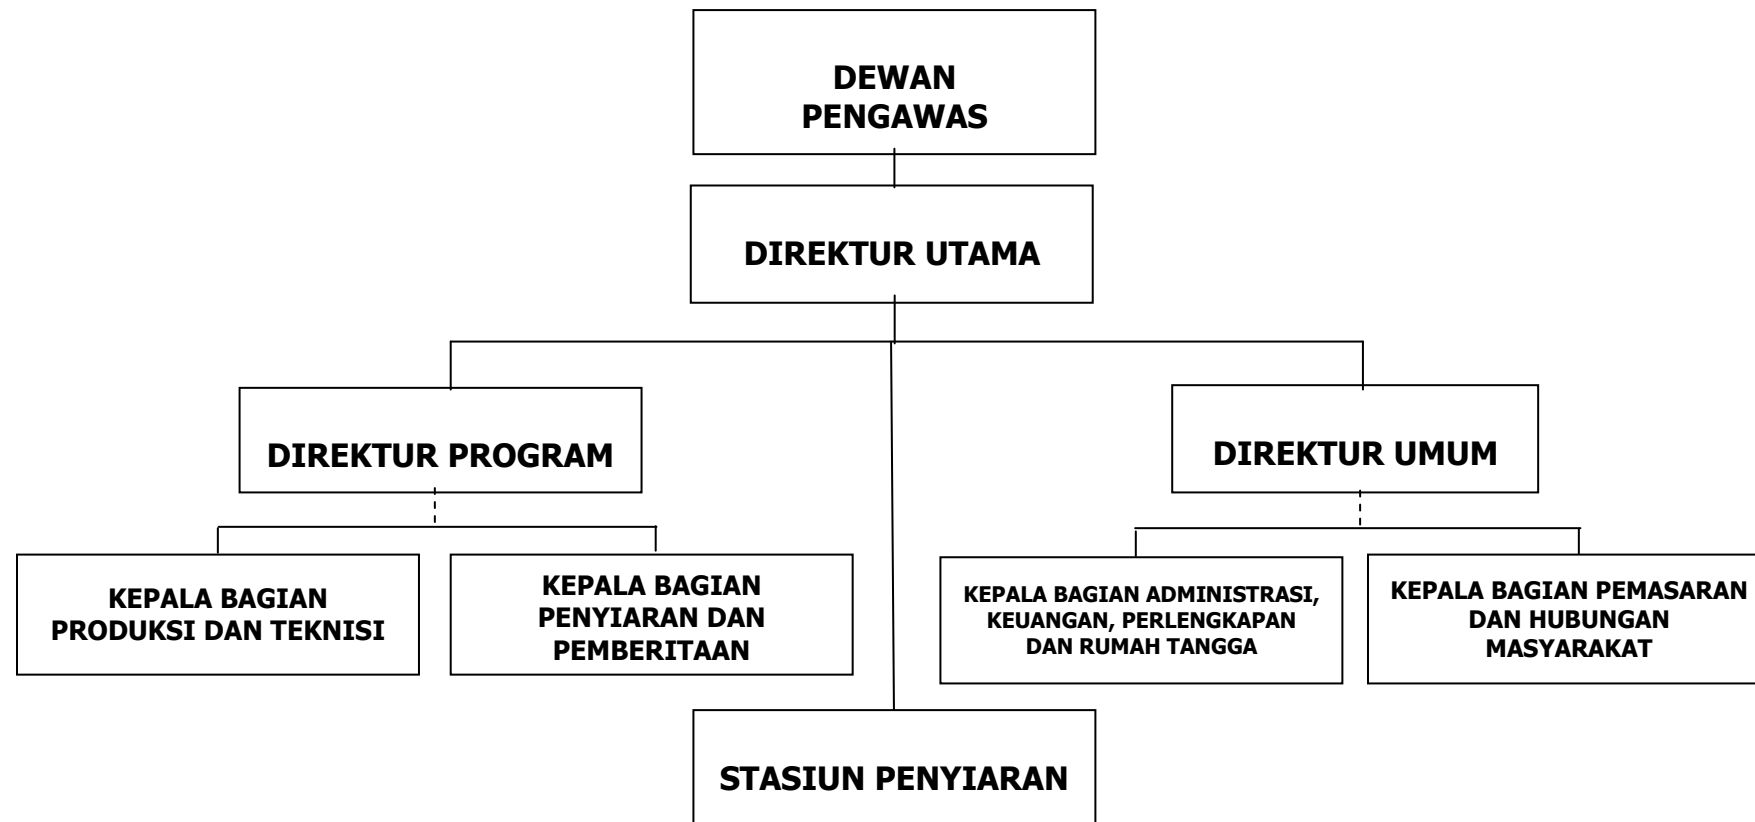 DEWAN
PENGAWAS
DIREKTUR UTAMA
DIREKTUR PROGRAM
DIREKTUR UMUM
KEPALA BAGIAN
PRODUKSI DAN TEKNISI
KEPALA BAGIAN
PENYIARAN DAN
PEMBERITAAN
KEPALA BAGIAN ADMINISTRASI,
KEUANGAN, PERLENGKAPAN
DAN RUMAH TANGGA
KEPALA BAGIAN PEMASARAN
DAN HUBUNGAN
MASYARAKAT
STASIUN PENYIARAN